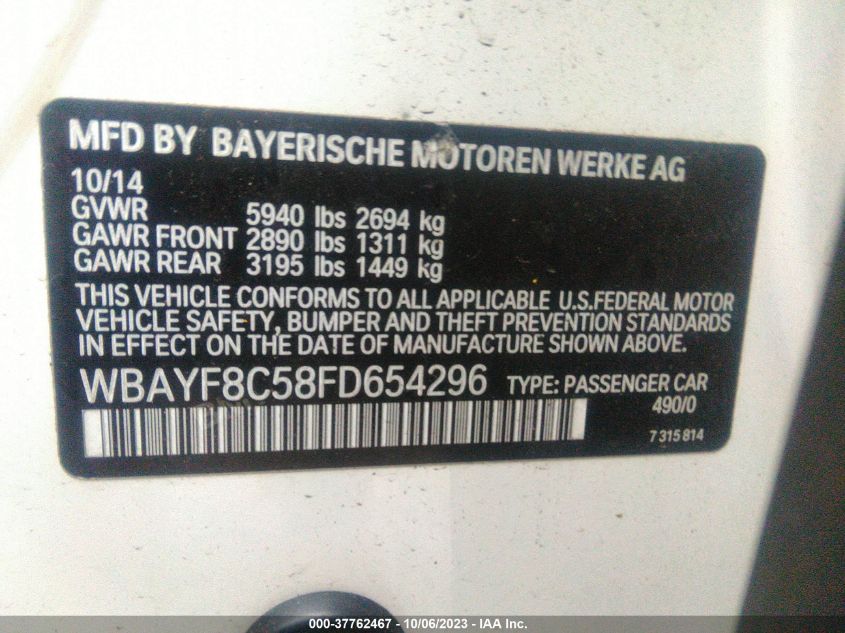 MFD BY BAYERISCHE MOTOREN WERKE AG
10/14
GVWR 5940 lbs 2694 kg
GAWR FRONT 2890 lbs 1311 kg
GAWR REAR 3195 lbs 1449 kg
THIS VEHICLE CONFORMS TO ALL APPLICABLE U.S.FEDERAL MOTOR
VEHICLE SAFETY, BUMPER AND THEFT PREVENTION STANDARDS
IN EFFECT ON THE DATE OF MANUFACTURE SHOWN ABOVE.
WBAYF8C58FD654296 TYPE: PASSENGER CAR
490/0
7 315 814
000-37762467 - 10/06/2023 - IAA Inc.